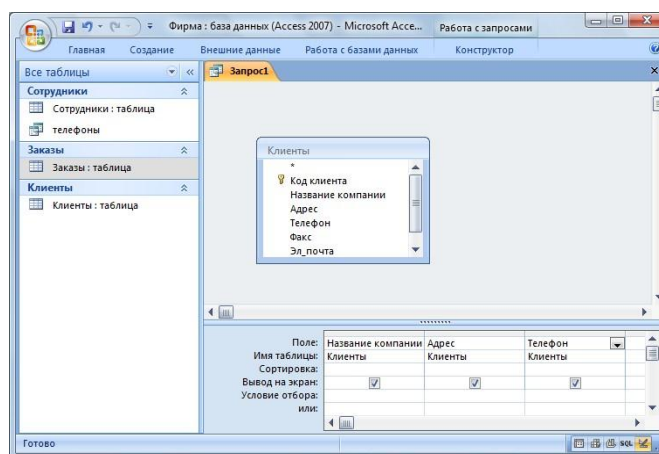 Фирма : база данных (Access 2007) - Microsoft Acce... Работа с запросами
Главная Создание Внешние данные Работа с базами данных Конструктор
Все таблицы Запрос1
Сотрудники
Сотрудники : таблица
телефоны
Заказы
Заказы : таблица
Клиенты
Клиенты : таблица
Клиенты
*
Код клиента
Название компании
Адрес
Телефон
Факс
Эл_почта
Поле: Название компании Адрес Телефон
Имя таблицы: Клиенты Клиенты Клиенты
Сортировка:
Вывод на экран:
Условие отбора:
или:
Готово SQL